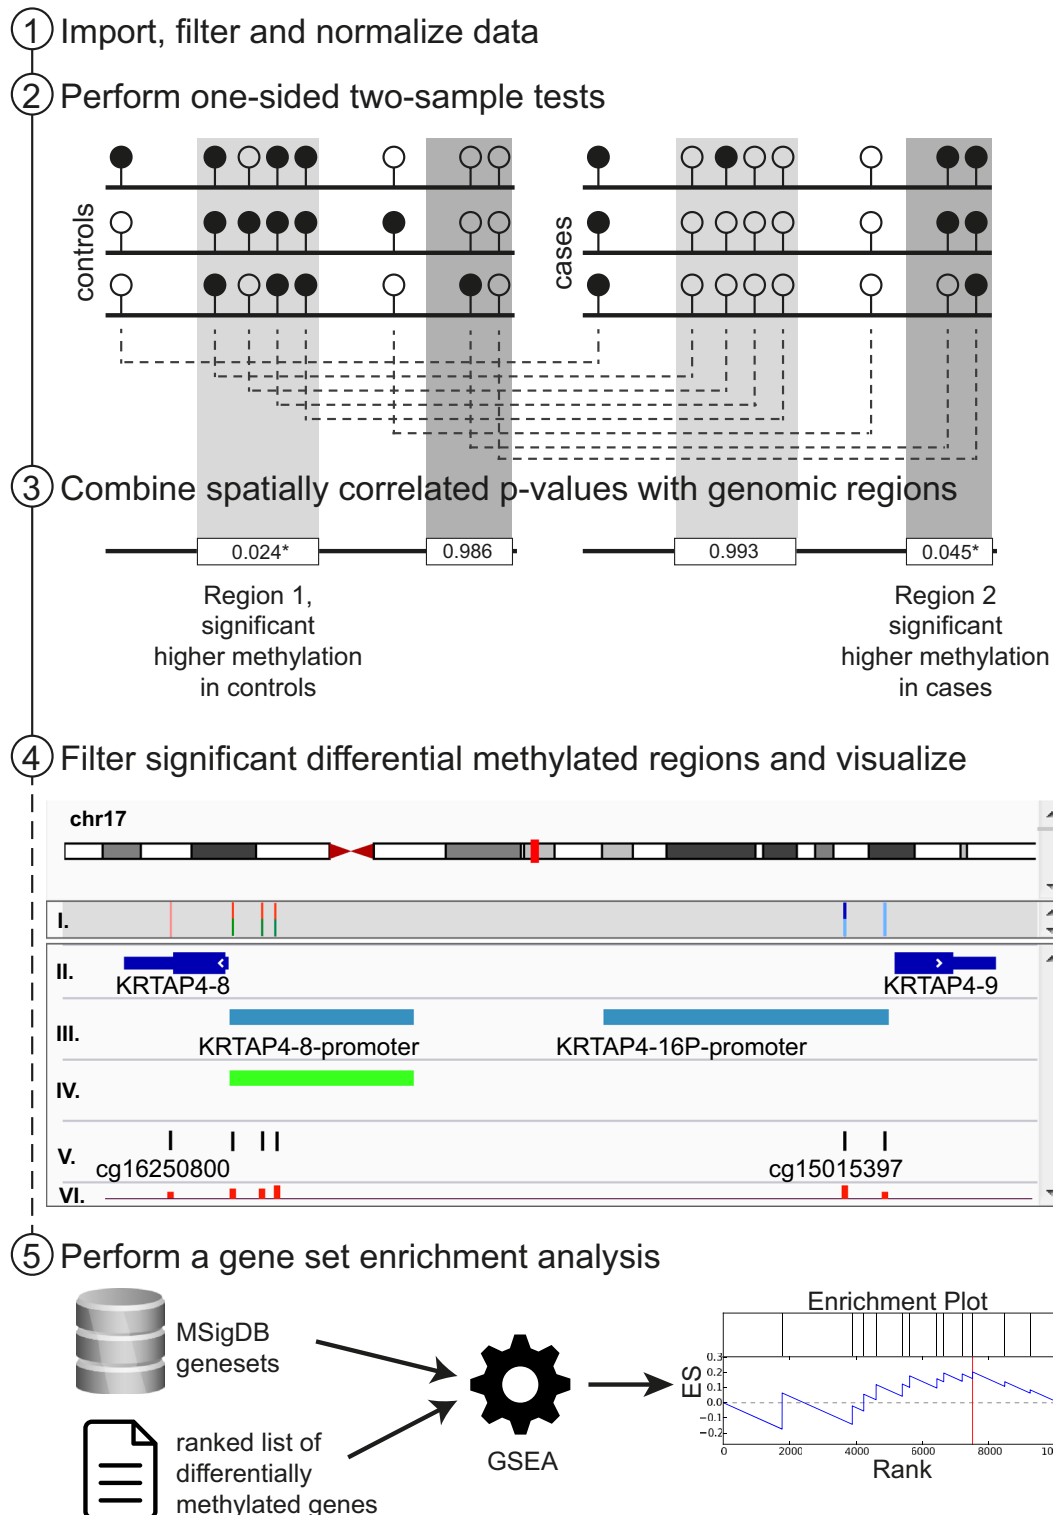 1 Import, filter and normalize data
2 Perform one-sided two-sample tests
controls
cases
3 Combine spatially correlated p-values with genomic regions
0.024* 0.986 0.993 0.045*
Region 1,
significant
higher methylation
in controls
Region 2
significant
higher methylation
in cases
4 Filter significant differential methylated regions and visualize
chr17
I.
II.
KRTAP4-8 KRTAP4-9
III.
KRTAP4-8-promoter KRTAP4-16P-promoter
IV.
V.
cg16250800 cg15015397
VI.
5 Perform a gene set enrichment analysis
MSigDB
genesets
ranked list of
differentially
methylated genes
GSEA
Enrichment Plot
ES
0.3
0.2
0.1
0.0
−0.1
−0.2
0 2000 4000 6000 8000
Rank